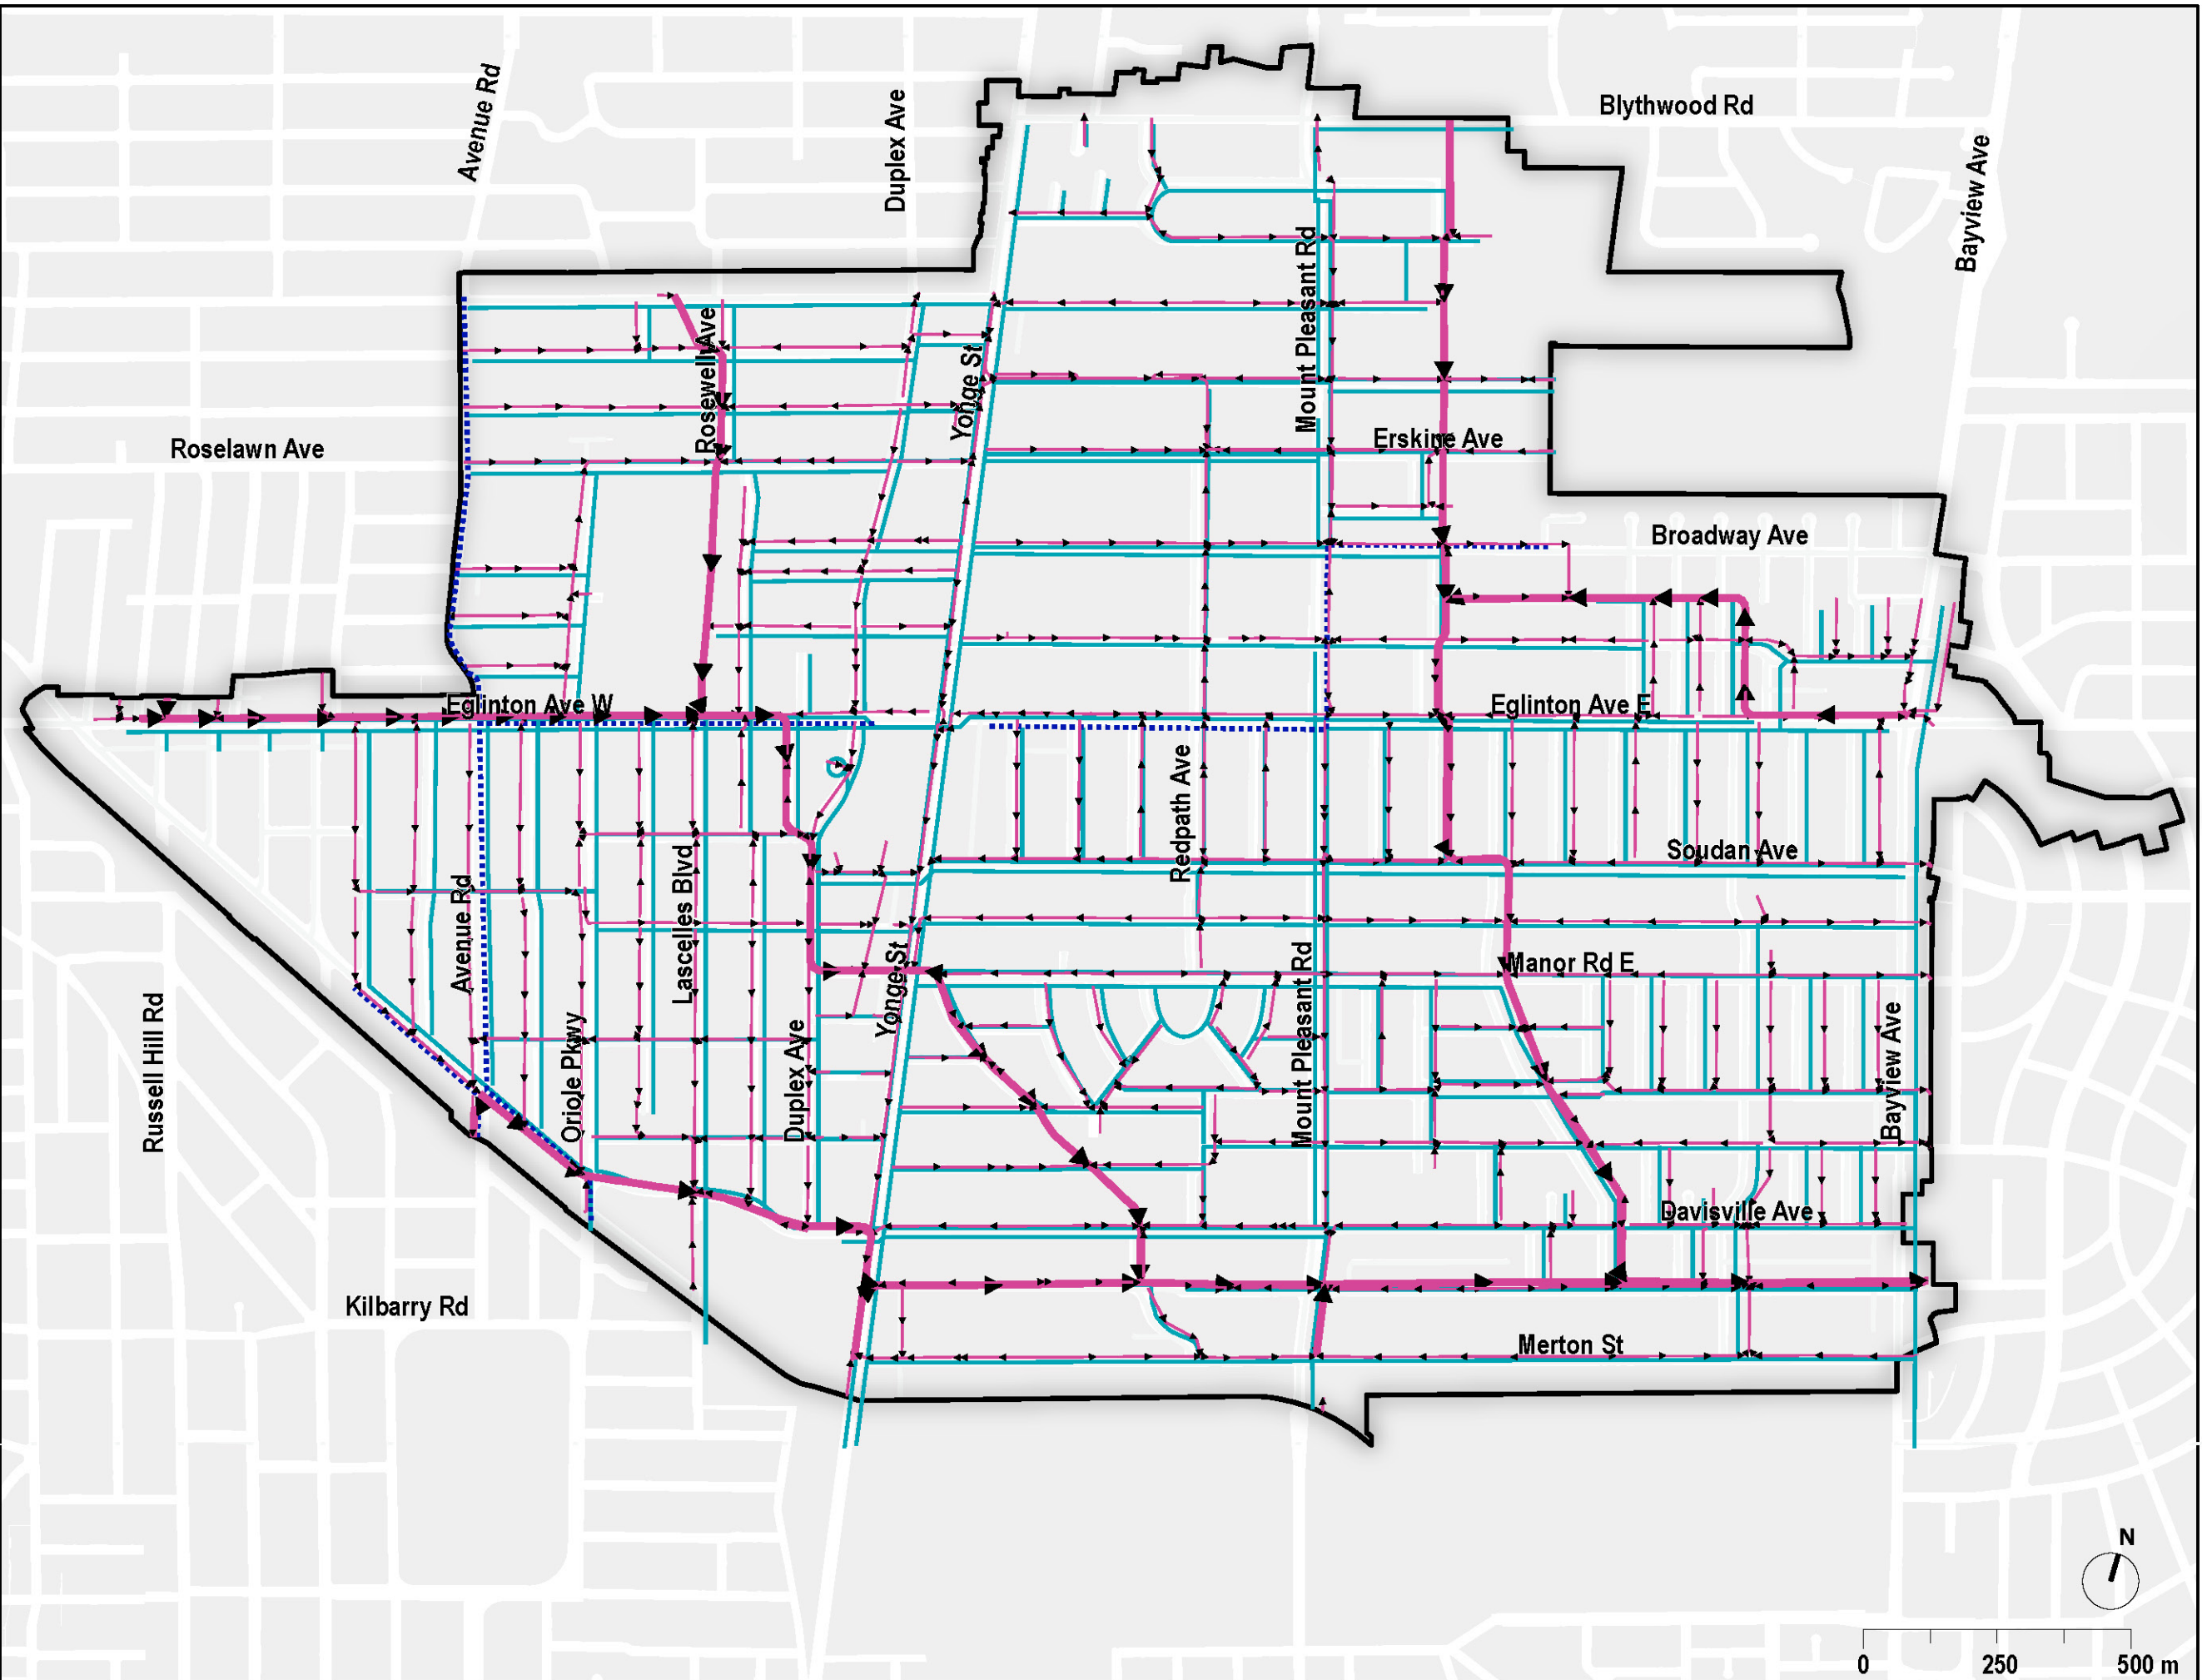 Avenue Rd
Duplex Ave
Blythwood Rd
Bayview Ave
Mount Pleasant Rd
Rosewell Ave
Yonge St
Roselawn Ave
Erskine Ave
Broadway Ave
Eglinton Ave W
Eglinton Ave E
Redpath Ave
Soudan Ave
Lascelles Blvd
Avenue Rd
Yonge St
Mount Pleasant Rd
Manor Rd E
Russell Hill Rd
Oriole Pkwy
Duplex Ave
Bayview Ave
Davisville Ave
Kilbarry Rd
Merton St
N
0 250 500 m